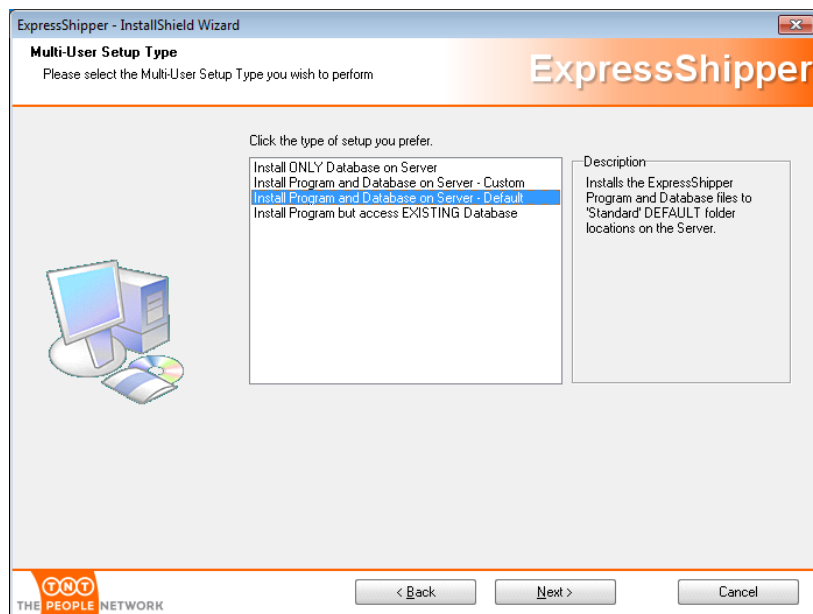 ExpressShipper - InstallShield Wizard
Multi-User Setup Type
Please select the Multi-User Setup Type you wish to perform
ExpressShipper
Click the type of setup you prefer.
Install ONLY Database on Server
Install Program and Database on Server - Custom
Install Program and Database on Server - Default
Install Program but access EXISTING Database
Description
Installs the ExpressShipper
Program and Database files to
'Standard' DEFAULT folder
locations on the Server.
TNT
THE PEOPLE NETWORK
< Back
Next >
Cancel